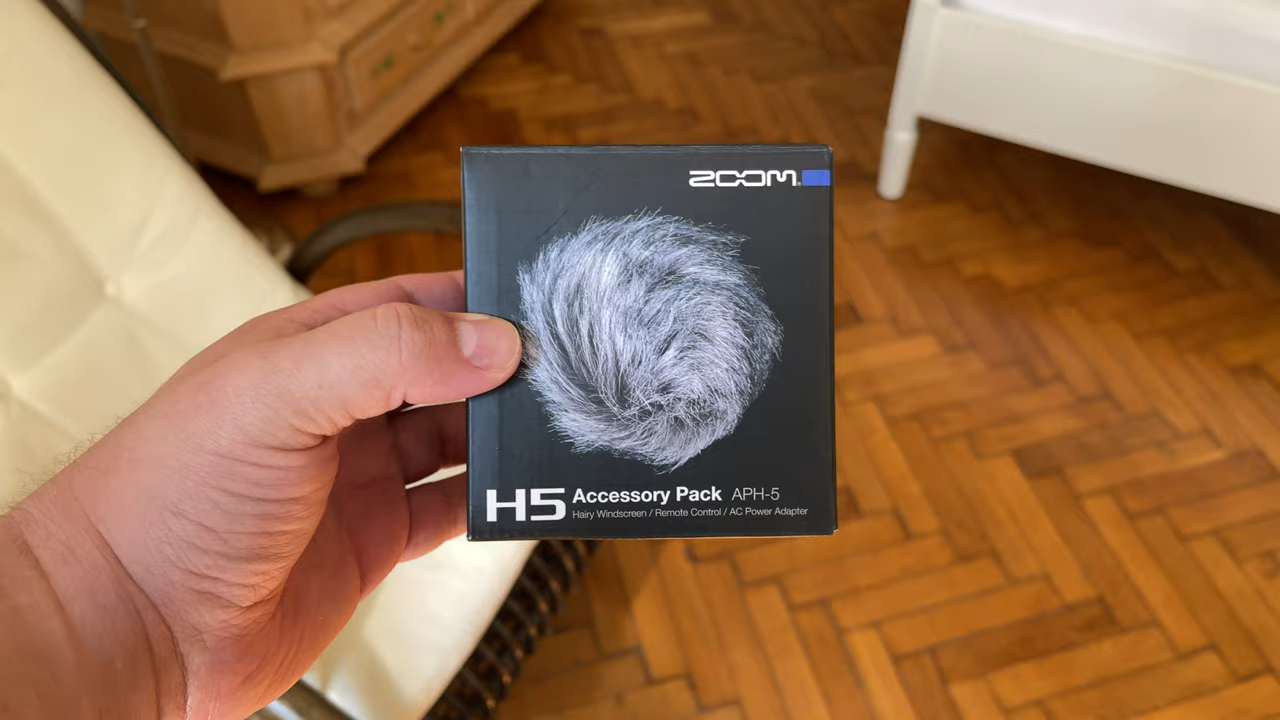 ZOOM
H5 Accessory Pack APH-5
Hairy Windscreen / Remote Control / AC Power Adapter